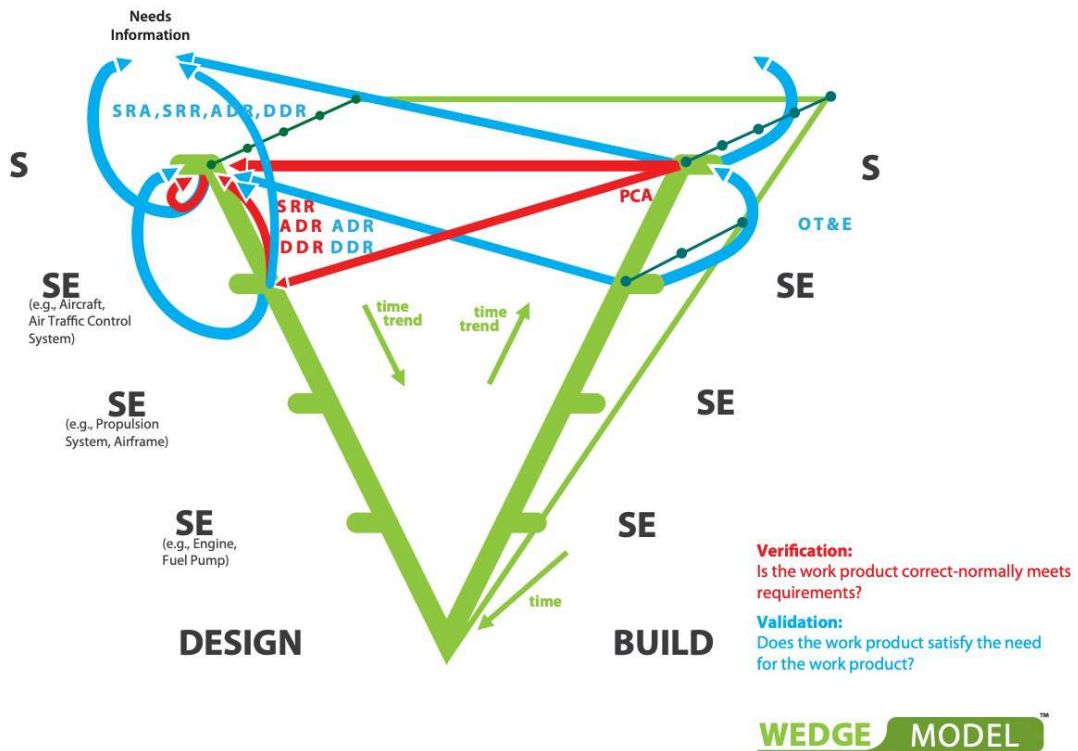 Needs
Information
SRA, SRR, ADR, DDR
S
S
SRR
ADR ADR
DDR DDR
PCA
OT&E
SE
(e.g., Aircraft,
Air Traffic Control
System)
SE
time
trend
time
trend
SE
(e.g., Propulsion
System, Airframe)
SE
SE
(e.g., Engine,
Fuel Pump)
SE
time
DESIGN
BUILD
Verification:
Is the work product correct-normally meets
requirements?
Validation:
Does the work product satisfy the need
for the work product?
WEDGE MODEL™